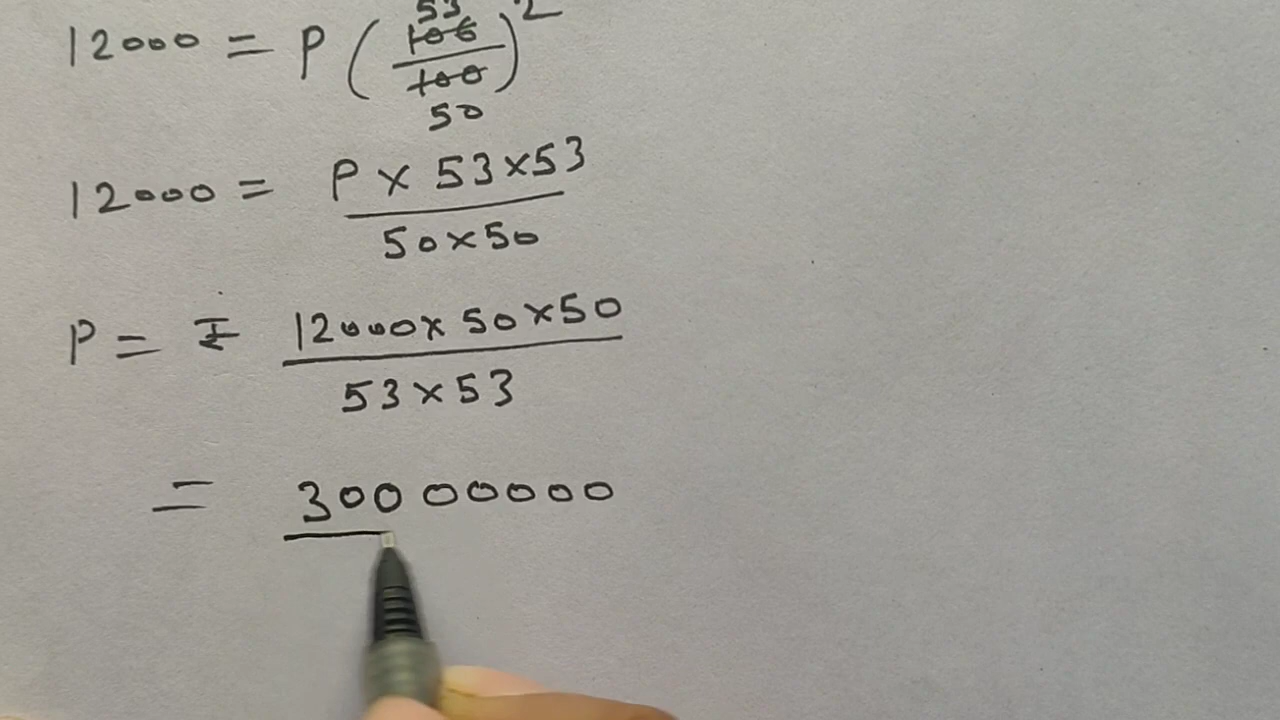 12000 = P ( 53 106 / 100 50 ) 2
12000 = P × 53×53 / 50×50
P = ₹ 12000× 50×50 / 53×53
= 30000000